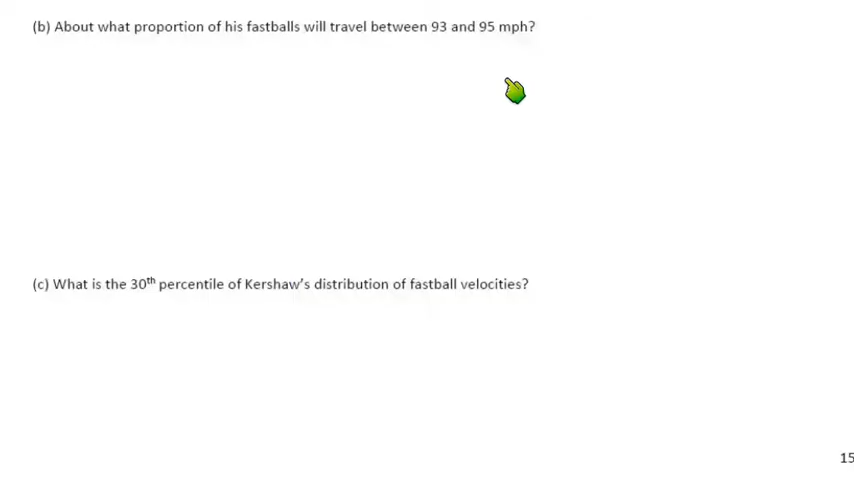 (b) About what proportion of his fastballs will travel between 93 and 95 mph?
(c) What is the 30th percentile of Kershaw's distribution of fastball velocities?
15